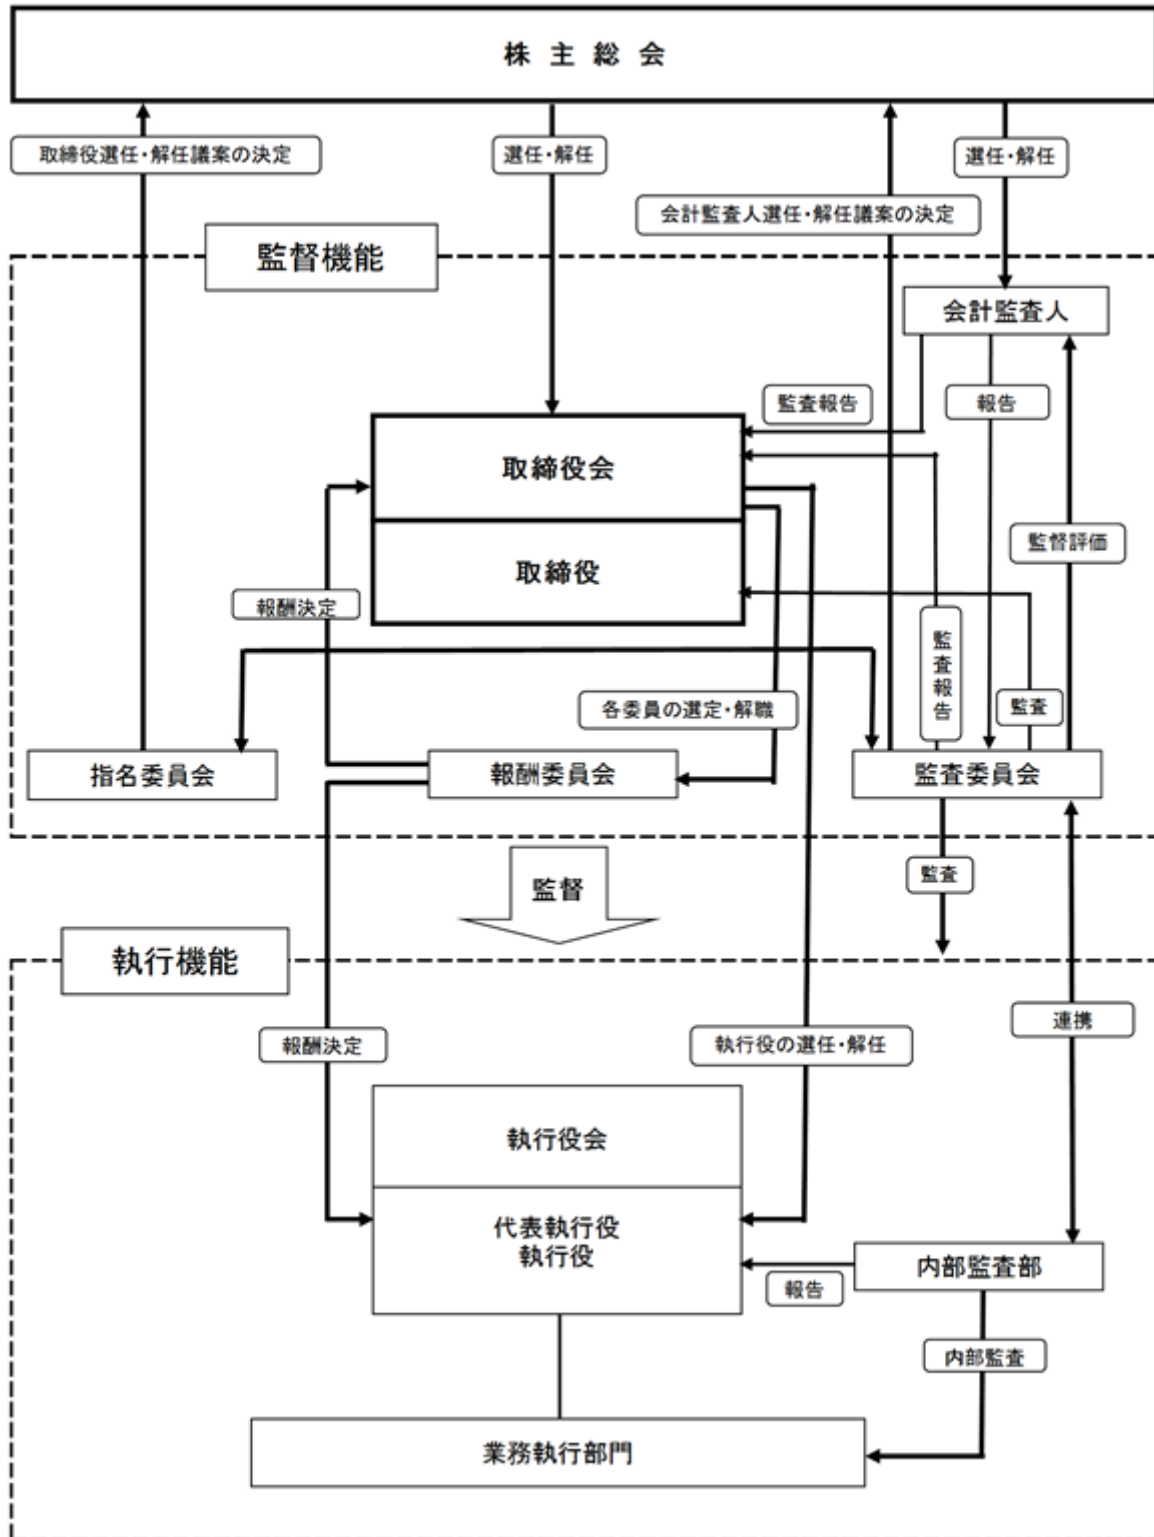 株主総会
取締役選任・解任議案の決定
選任・解任
選任・解任
会計監査人選任・解任議案の決定
監督機能
会計監査人
監査報告
報告
取締役会
監督評価
取締役
報酬決定
監査報告
各委員の選定・解職
監査
指名委員会
報酬委員会
監査委員会
監督
監査
執行機能
連携
報酬決定
執行役の選任・解任
執行役会
代表執行役
執行役
内部監査部
報告
内部監査
業務執行部門